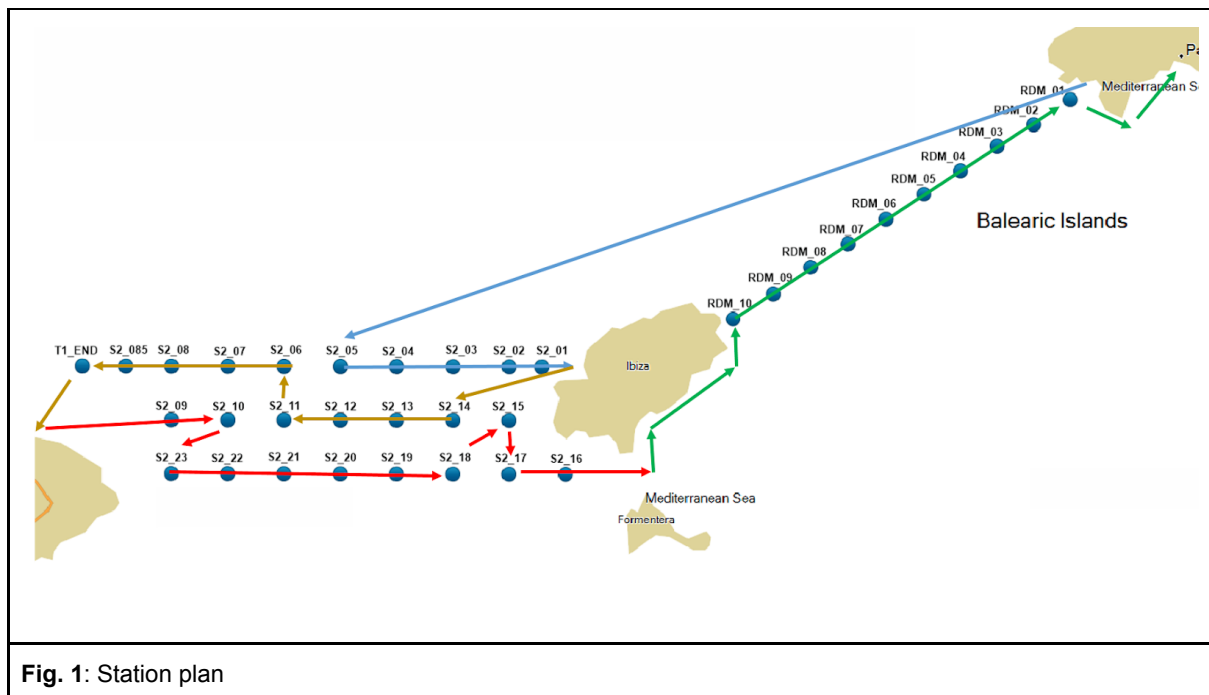 Pa
Mediterranean S
RDM_01
RDM_02
RDM_03
RDM_04
RDM_05
RDM_06
RDM_07
RDM_08
RDM_09
RDM_10
Balearic Islands
T1_END S2_085 S2_08 S2_07 S2_06 S2_05 S2_04 S2_03 S2_02 S2_01
Ibiza
S2_09 S2_10 S2_11 S2_12 S2_13 S2_14 S2_15
S2_23 S2_22 S2_21 S2_20 S2_19 S2_18 S2_17 S2_16
Mediterranean Sea
Formentera
Fig. 1: Station plan